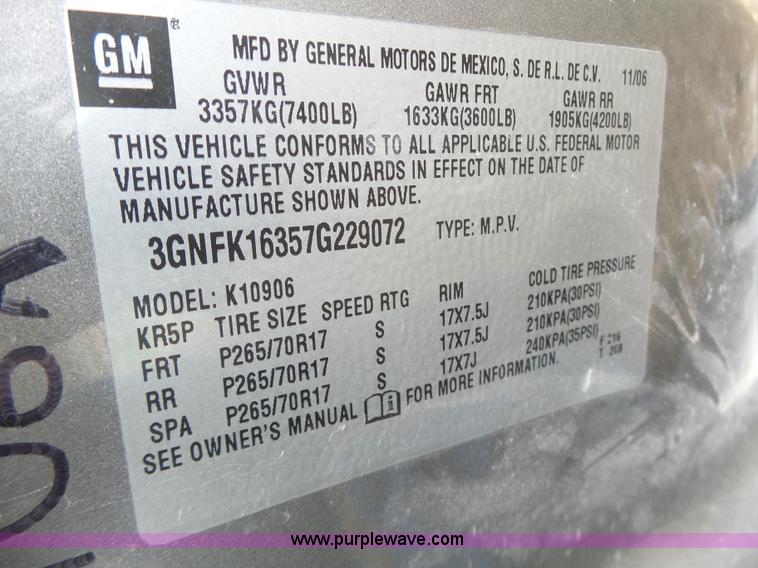 GM
MFD BY GENERAL MOTORS DE MEXICO, S. DE R.L. DE C.V. 11/06
GVWR GAWR FRT GAWR RR
3357KG(7400LB) 1633KG(3600LB) 1905KG(4200LB)
THIS VEHICLE CONFORMS TO ALL APPLICABLE U.S. FEDERAL MOTOR
VEHICLE SAFETY STANDARDS IN EFFECT ON THE DATE OF
MANUFACTURE SHOWN ABOVE.
3GNFK16357G229072 TYPE: M.P.V.
MODEL: K10906
KR5P TIRE SIZE SPEED RTG RIM COLD TIRE PRESSURE
FRT P265/70R17 S 17X7.5J 210KPA(30PSI)
RR P265/70R17 S 17X7.5J 210KPA(30PSI)
SPA P265/70R17 S 17X7J 240KPA(35PSI)
SEE OWNER'S MANUAL FOR MORE INFORMATION.
www.purplewave.com